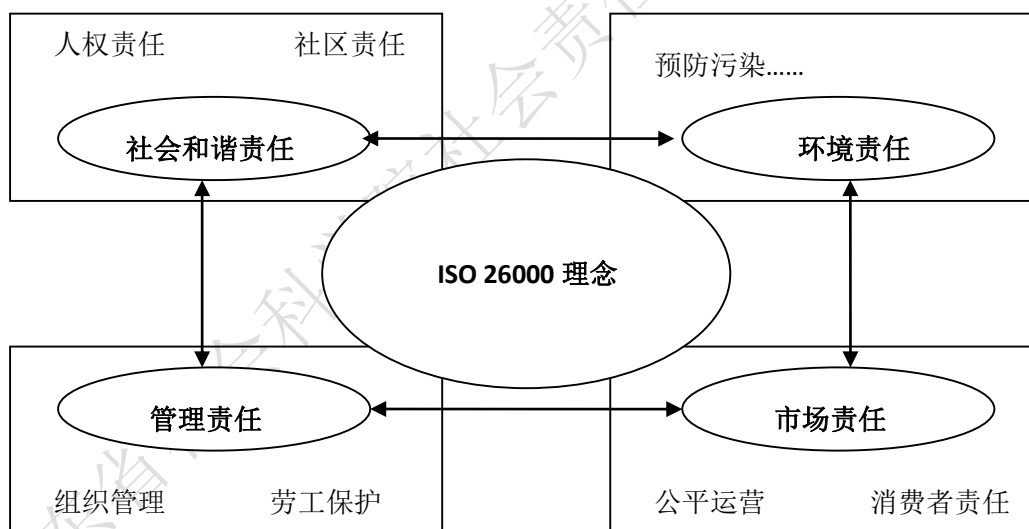 人权责任 社区责任
预防污染……
社会和谐责任
环境责任
ISO 26000 理念
管理责任
市场责任
组织管理 劳工保护
公平运营 消费者责任